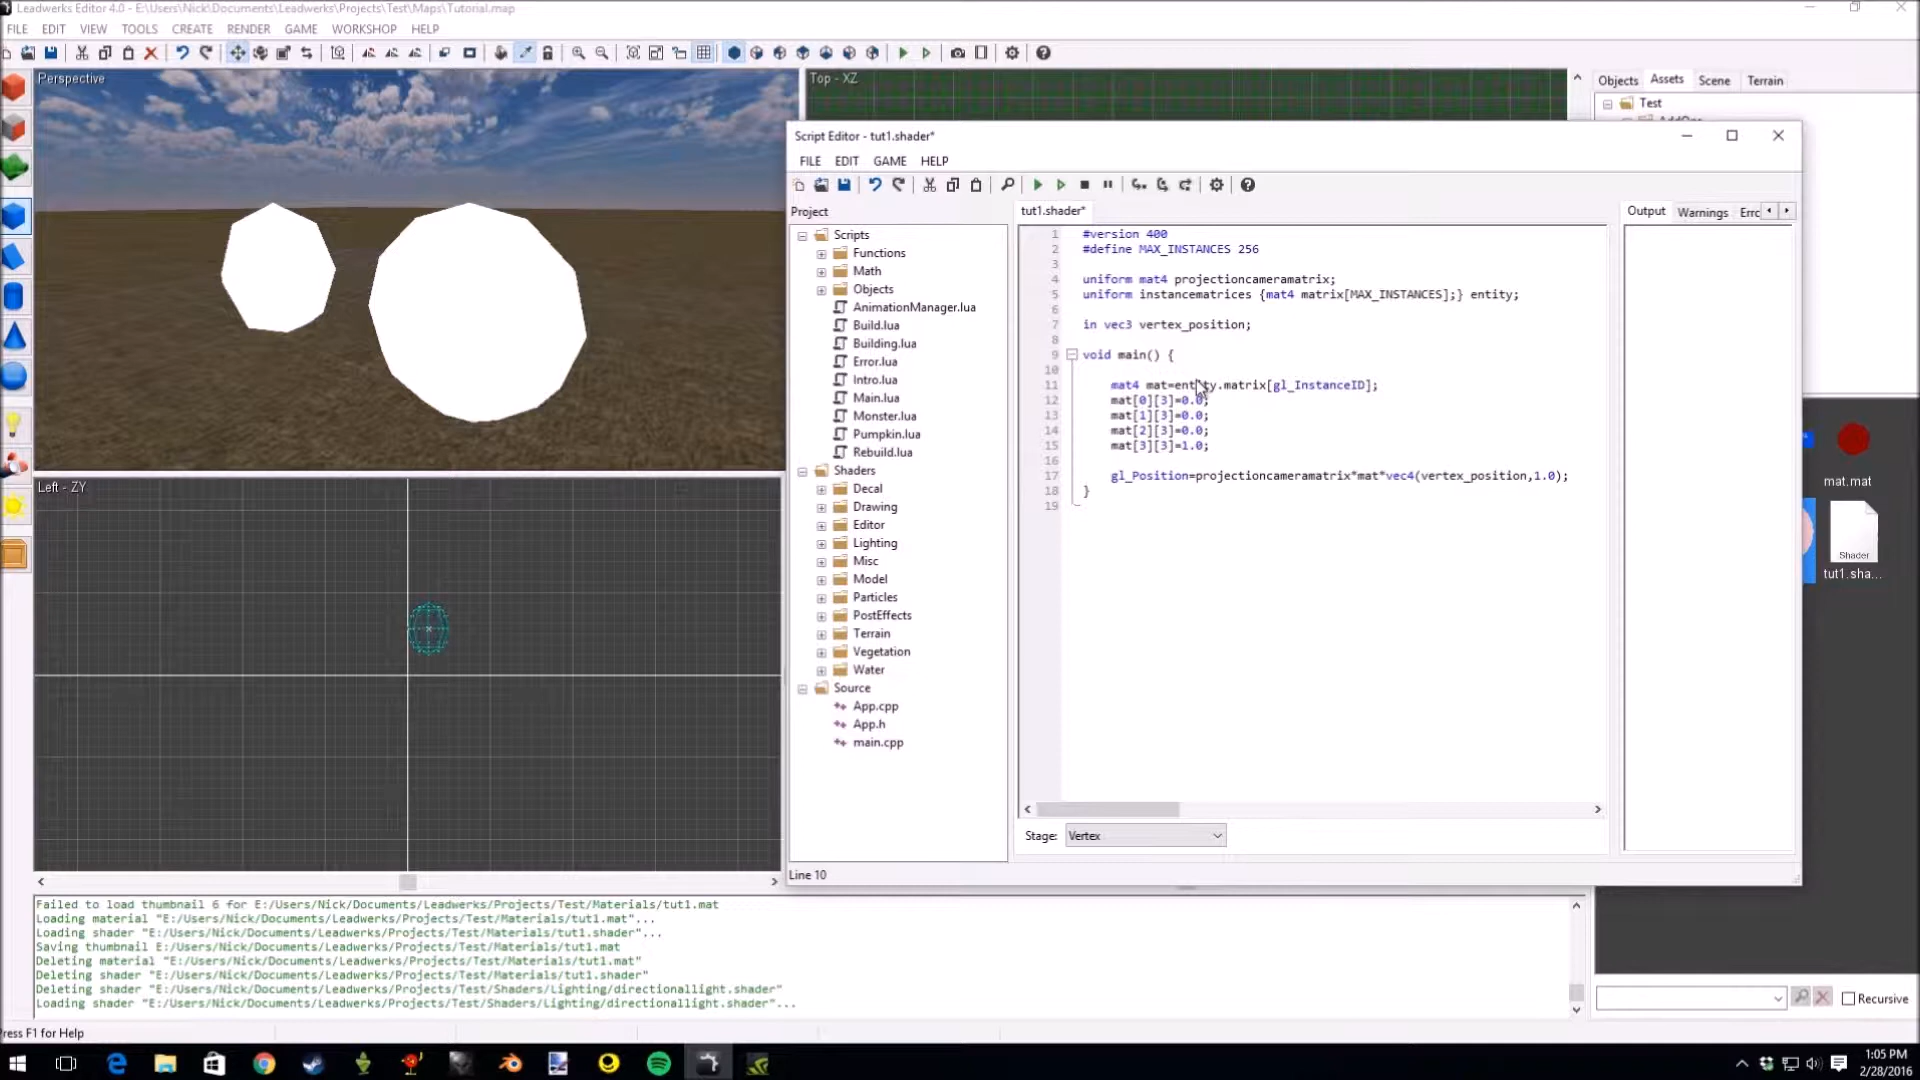 Leadwerks Editor 4.0 - E:\Users\Nick\Documents\Leadwerks\Projects\Test\Maps\Tutorial.map
FILE EDIT VIEW TOOLS CREATE RENDER GAME WORKSHOP HELP
Perspective
Top - XZ
Objects Assets Scene Terrain
Test
Script Editor - tut1.shader*
FILE EDIT GAME HELP
Project
tut1.shader*
Output Warnings Errc
Scripts
Functions
Math
Objects
AnimationManager.lua
Build.lua
Building.lua
Error.lua
Intro.lua
Main.lua
Monster.lua
Pumpkin.lua
Rebuild.lua
Shaders
Decal
Drawing
Editor
Lighting
Misc
Model
Particles
PostEffects
Terrain
Vegetation
Water
Source
App.cpp
App.h
main.cpp
1 #version 400
2 #define MAX_INSTANCES 256
3
4 uniform mat4 projectioncameramatrix;
5 uniform instancematrices {mat4 matrix[MAX_INSTANCES];} entity;
6
7 in vec3 vertex_position;
8
9 void main() {
10
11 mat4 mat=entity.matrix[gl_InstanceID];
12 mat[0][3]=0.0;
13 mat[1][3]=0.0;
14 mat[2][3]=0.0;
15 mat[3][3]=1.0;
16
17 gl_Position=projectioncameramatrix*mat*vec4(vertex_position,1.0);
18 }
19
Stage: Vertex
Line 10
mat.mat
Shader
tut1.sha...
Left - ZY
Failed to load thumbnail 6 for E:/Users/Nick/Documents/Leadwerks/Projects/Test/Materials/tut1.mat
Loading material "E:/Users/Nick/Documents/Leadwerks/Projects/Test/Materials/tut1.mat"...
Loading shader "E:/Users/Nick/Documents/Leadwerks/Projects/Test/Materials/tut1.shader"...
Saving thumbnail E:/Users/Nick/Documents/Leadwerks/Projects/Test/Materials/tut1.mat
Deleting material "E:/Users/Nick/Documents/Leadwerks/Projects/Test/Materials/tut1.mat"
Deleting shader "E:/Users/Nick/Documents/Leadwerks/Projects/Test/Materials/tut1.shader"
Deleting shader "E:/Users/Nick/Documents/Leadwerks/Projects/Test/Shaders/Lighting/directionallight.shader"
Loading shader "E:/Users/Nick/Documents/Leadwerks/Projects/Test/Shaders/Lighting/directionallight.shader"...
Recursive
Press F1 for Help
1:05 PM
2/28/2016